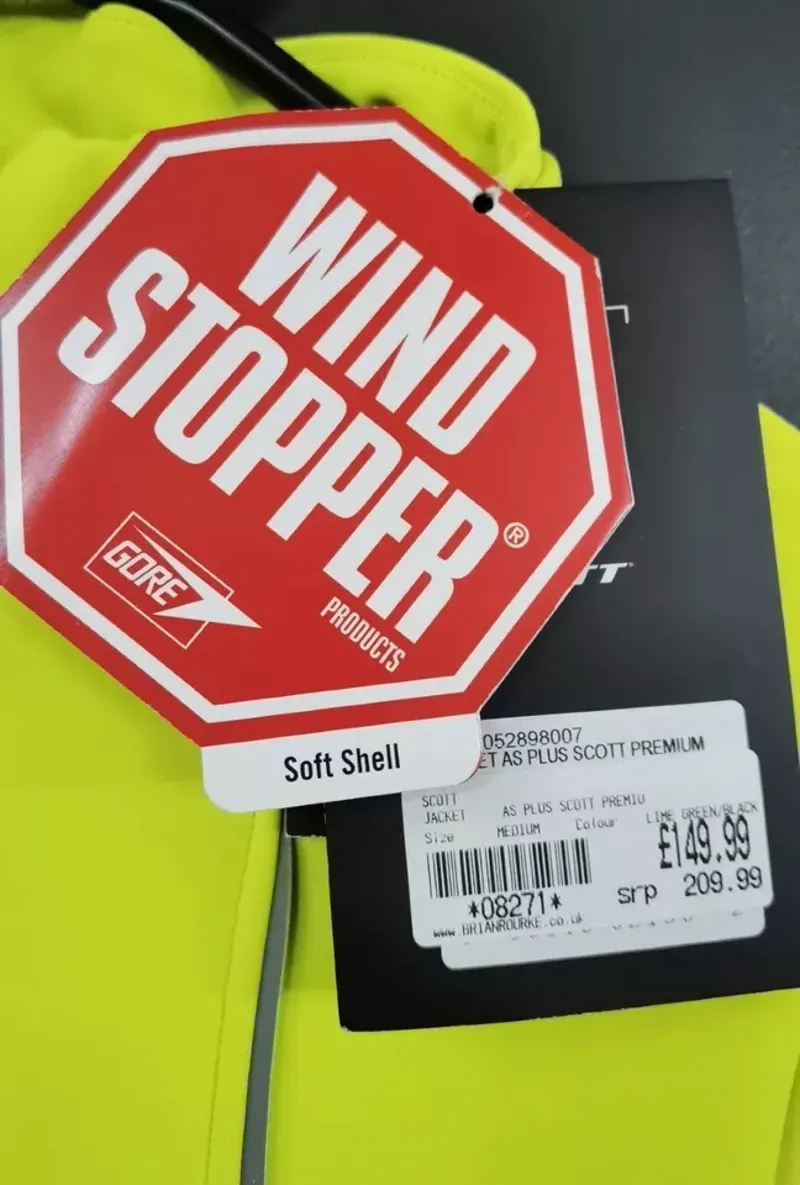 WIND
STOPPER®
PRODUCTS
GORE
Soft Shell
TT
052898007
ET AS PLUS SCOTT PREMIUM
SCOTT
JACKET AS PLUS SCOTT PREMIU
Size MEDIUM Colour LIME GREEN/BLACK
£149.99
srp 209.99
*08271*
www.BRIANROURKE.co.uk